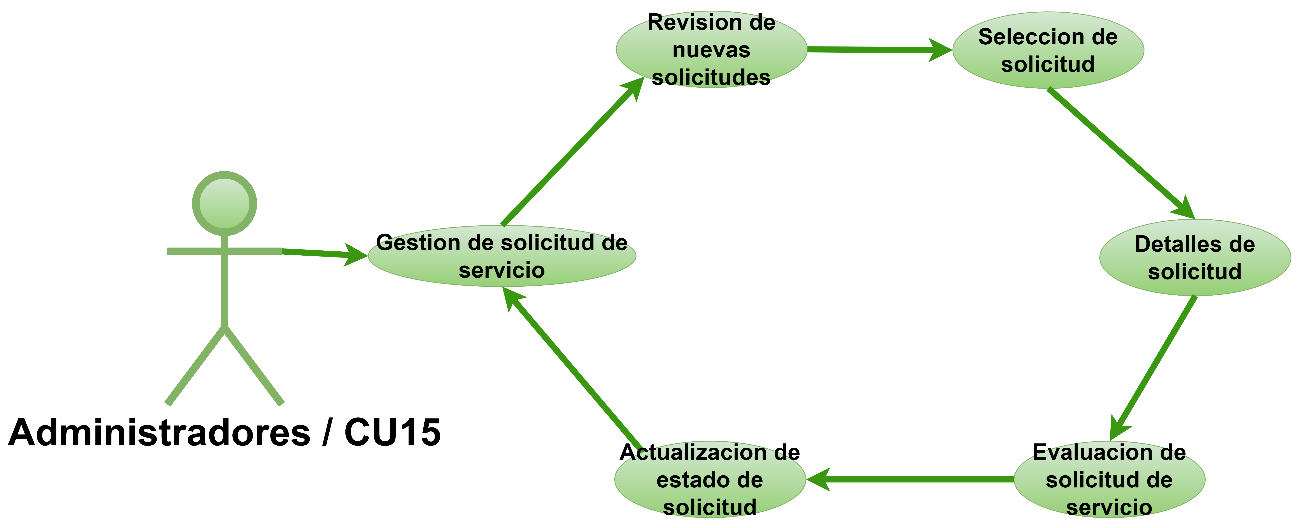 Revision de
nuevas
solicitudes
Seleccion de
solicitud
Gestion de solicitud de
servicio
Detalles de
solicitud
Administradores / CU15
Actualizacion de
estado de
solicitud
Evaluacion de
solicitud de
servicio